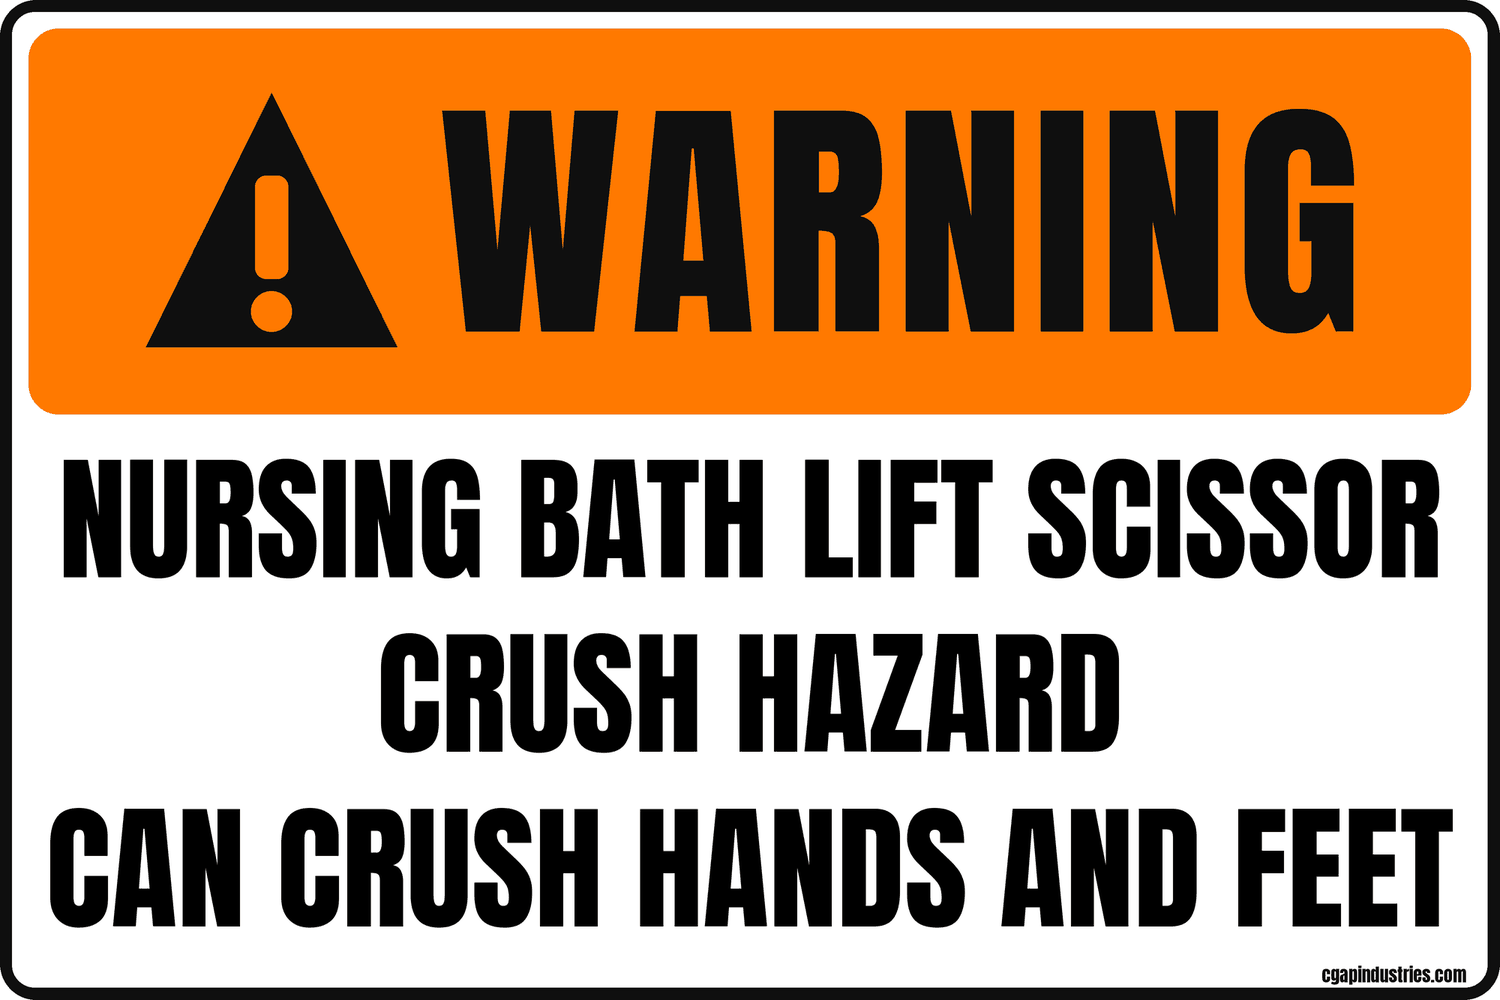 WARNING
NURSING BATH LIFT SCISSOR
CRUSH HAZARD
CAN CRUSH HANDS AND FEET
cgapindustries.com